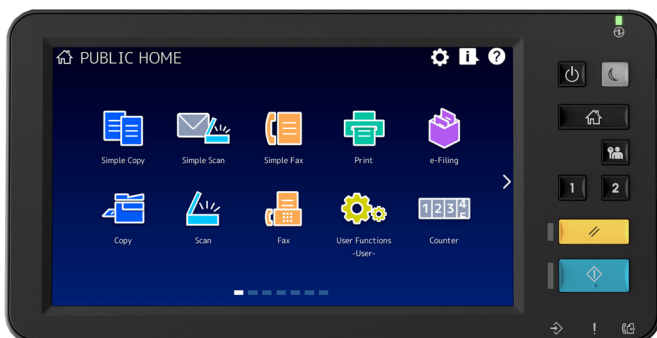 PUBLIC HOME
i
?
Simple Copy
Simple Scan
Simple Fax
Print
e-Filing
Copy
Scan
Fax
User Functions
-User-
1234
Counter
1
2
!